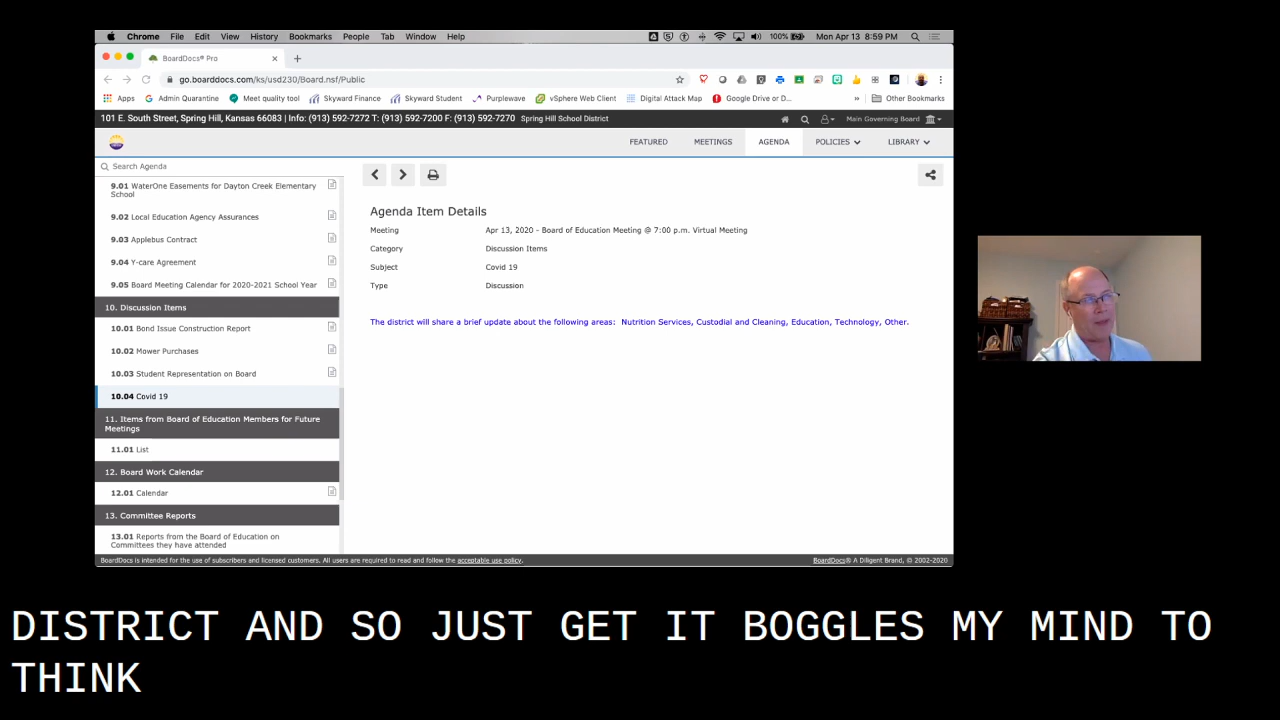 Chrome File Edit View History Bookmarks People Tab Window Help 100% Mon Apr 13 8:59 PM
BoardDocs® Pro
go.boarddocs.com/ks/usd230/Board.nsf/Public
Apps Admin Quarantine Meet quality tool Skyward Finance Skyward Student Purplewave vSphere Web Client Digital Attack Map Google Drive or D... » Other Bookmarks
101 E. South Street, Spring Hill, Kansas 66083 | Info: (913) 592-7272 T: (913) 592-7200 F: (913) 592-7270 Spring Hill School District Main Governing Board
FEATURED MEETINGS AGENDA POLICIES LIBRARY
Search Agenda
9.01 WaterOne Easements for Dayton Creek Elementary
School
9.02 Local Education Agency Assurances
9.03 Applebus Contract
9.04 Y-care Agreement
9.05 Board Meeting Calendar for 2020-2021 School Year
10. Discussion Items
10.01 Bond Issue Construction Report
10.02 Mower Purchases
10.03 Student Representation on Board
10.04 Covid 19
11. Items from Board of Education Members for Future
Meetings
11.01 List
12. Board Work Calendar
12.01 Calendar
13. Committee Reports
13.01 Reports from the Board of Education on
Committees they have attended
Agenda Item Details
Meeting Apr 13, 2020 - Board of Education Meeting @ 7:00 p.m. Virtual Meeting
Category Discussion Items
Subject Covid 19
Type Discussion
The district will share a brief update about the following areas: Nutrition Services, Custodial and Cleaning, Education, Technology, Other.
BoardDocs is intended for the use of subscribers and licensed customers. All users are required to read and follow the acceptable use policy. BoardDocs® A Diligent Brand, © 2002-2020
DISTRICT AND SO JUST GET IT BOGGLES MY MIND TO
THINK